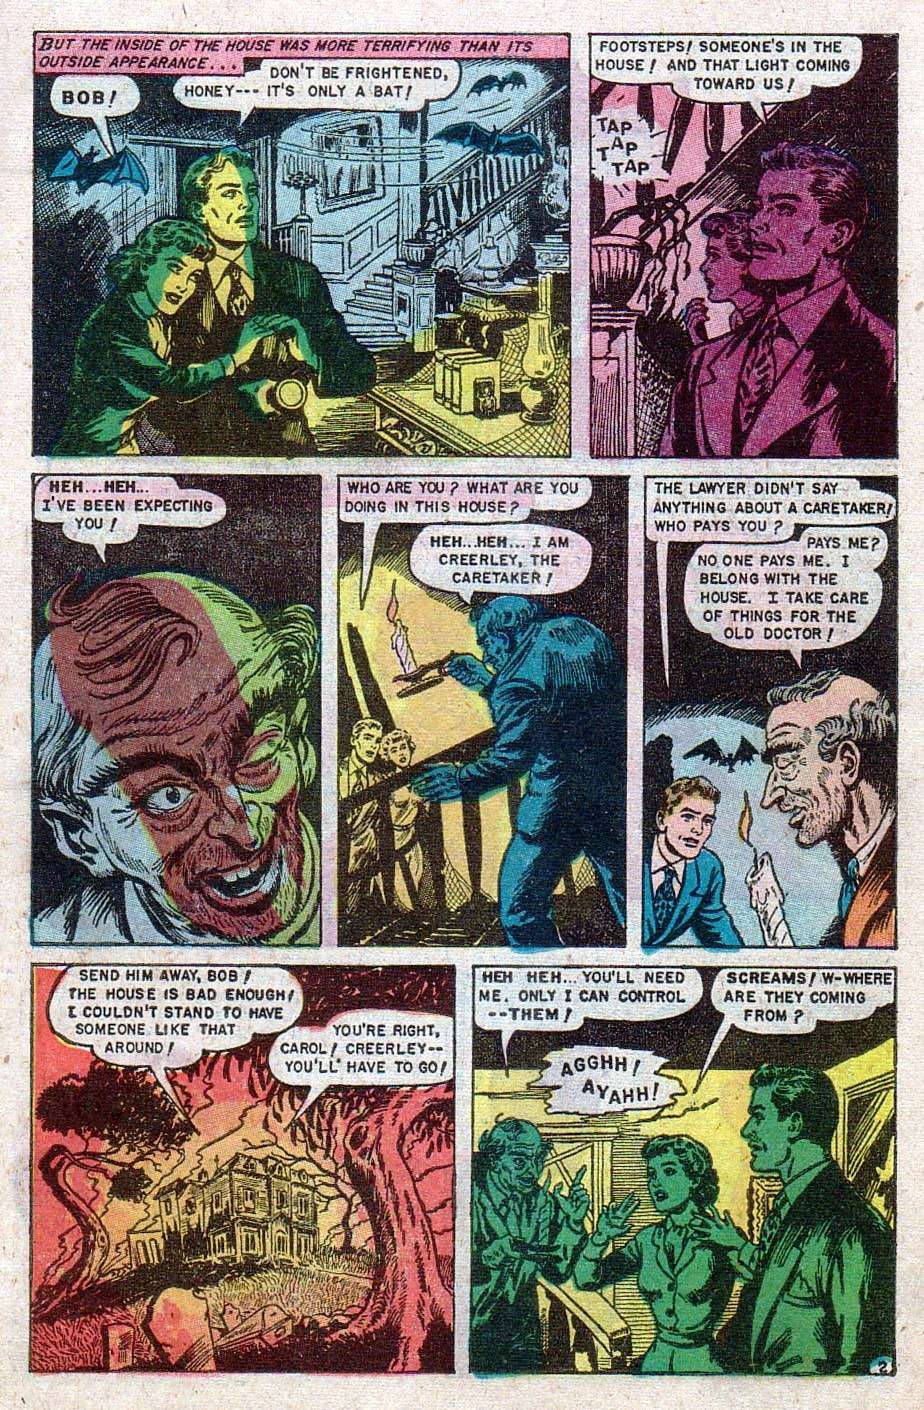 BUT THE INSIDE OF THE HOUSE WAS MORE TERRIFYING THAN ITS
OUTSIDE APPEARANCE...
BOB!
DON'T BE FRIGHTENED,
HONEY--- IT'S ONLY A BAT!
FOOTSTEPS! SOMEONE'S IN THE
HOUSE! AND THAT LIGHT COMING
TOWARD US!
TAP
TAP
TAP
TAP
HEH...HEH...
I'VE BEEN EXPECTING
YOU!
WHO ARE YOU? WHAT ARE YOU
DOING IN THIS HOUSE?
HEH...HEH... I AM
CREERLEY, THE
CARETAKER!
THE LAWYER DIDN'T SAY
ANYTHING ABOUT A CARETAKER!
WHO PAYS YOU?
PAYS ME?
NO ONE PAYS ME. I
BELONG WITH THE
HOUSE. I TAKE CARE
OF THINGS FOR THE
OLD DOCTOR!
SEND HIM AWAY, BOB!
THE HOUSE IS BAD ENOUGH!
I COULDN'T STAND TO HAVE
SOMEONE LIKE THAT
AROUND!
YOU'RE RIGHT,
CAROL! CREERLEY--
YOU'LL HAVE TO GO!
HEH HEH...YOU'LL NEED
ME. ONLY I CAN CONTROL
--THEM!
AGGHH!
AYAHH!
SCREAMS! W-WHERE
ARE THEY COMING
FROM?
2